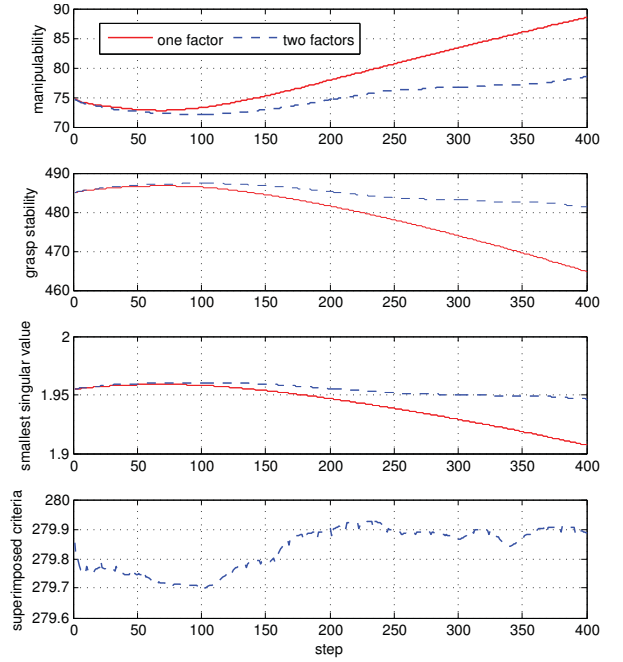 90
85
80
75
70
manipulability
one factor
two factors
0 50 100 150 200 250 300 350 400
490
480
470
460
grasp stability
0 50 100 150 200 250 300 350 400
2
1.95
1.9
smallest singular value
0 50 100 150 200 250 300 350 400
280
279.9
279.8
279.7
279.6
superimposed criteria
0 50 100 150 200 250 300 350 400
step